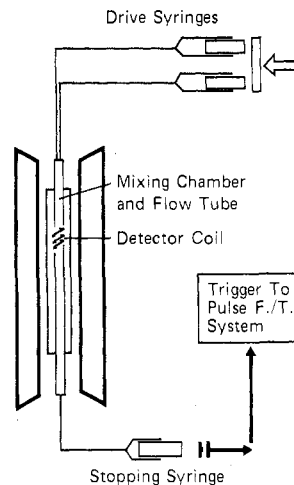 Drive Syringes
Mixing Chamber
and Flow Tube
Detector Coil
Trigger To
Pulse F./T.
System
Stopping Syringe